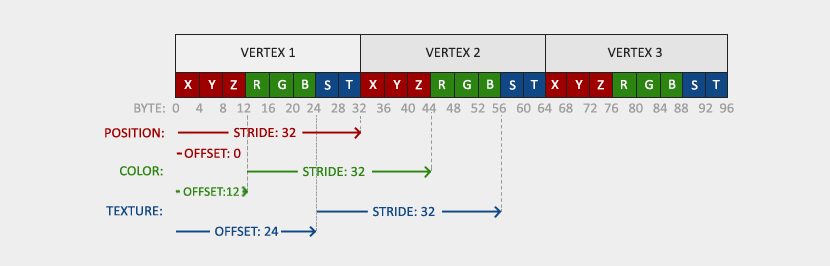 VERTEX 1 VERTEX 2 VERTEX 3
X Y Z R G B S T X Y Z R G B S T X Y Z R G B S T
BYTE: 0 4 8 12 16 20 24 28 32 36 40 44 48 52 56 60 64 68 72 76 80 84 88 92 96
POSITION: STRIDE: 32
OFFSET: 0
COLOR: STRIDE: 32
OFFSET:12
TEXTURE: STRIDE: 32
OFFSET: 24